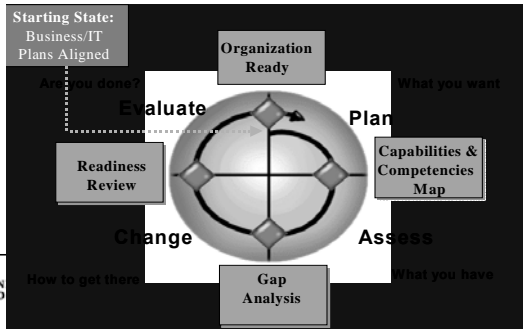 Starting State:
Business/IT
Plans Aligned
Organization
Ready
Are you done?
What you want
Evaluate
Plan
Readiness
Review
Capabilities &
Competencies
Map
Change
Assess
How to get there
What you have
Gap
Analysis